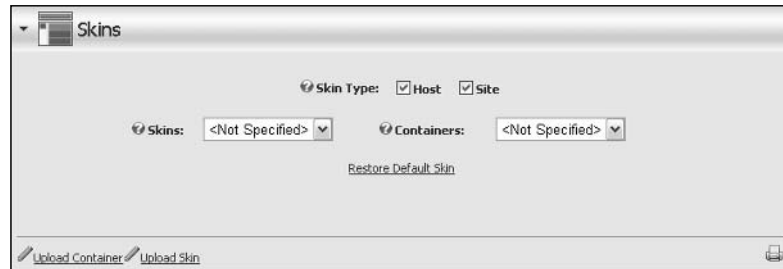 Skins
Skin Type: Host Site
Skins: <Not Specified> Containers: <Not Specified>
Restore Default Skin
Upload Container Upload Skin